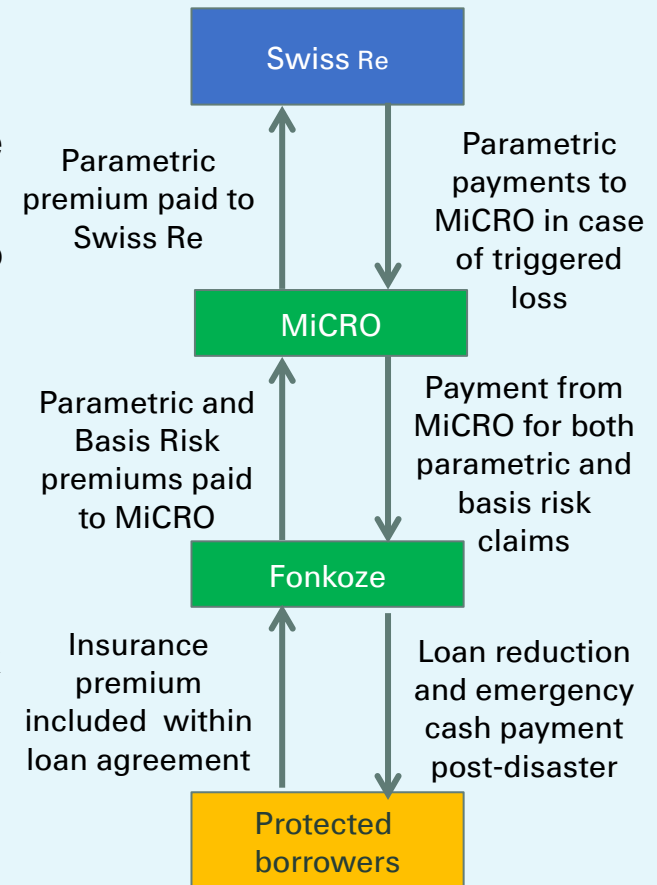 Swiss Re
Parametric
premium paid to
Swiss Re
Parametric
payments to
MiCRO in case
of triggered
loss
MiCRO
Parametric and
Basis Risk
premiums paid
to MiCRO
Payment from
MiCRO for both
parametric and
basis risk
claims
Fonkoze
Insurance
premium
included within
loan agreement
Loan reduction
and emergency
cash payment
post-disaster
Protected
borrowers